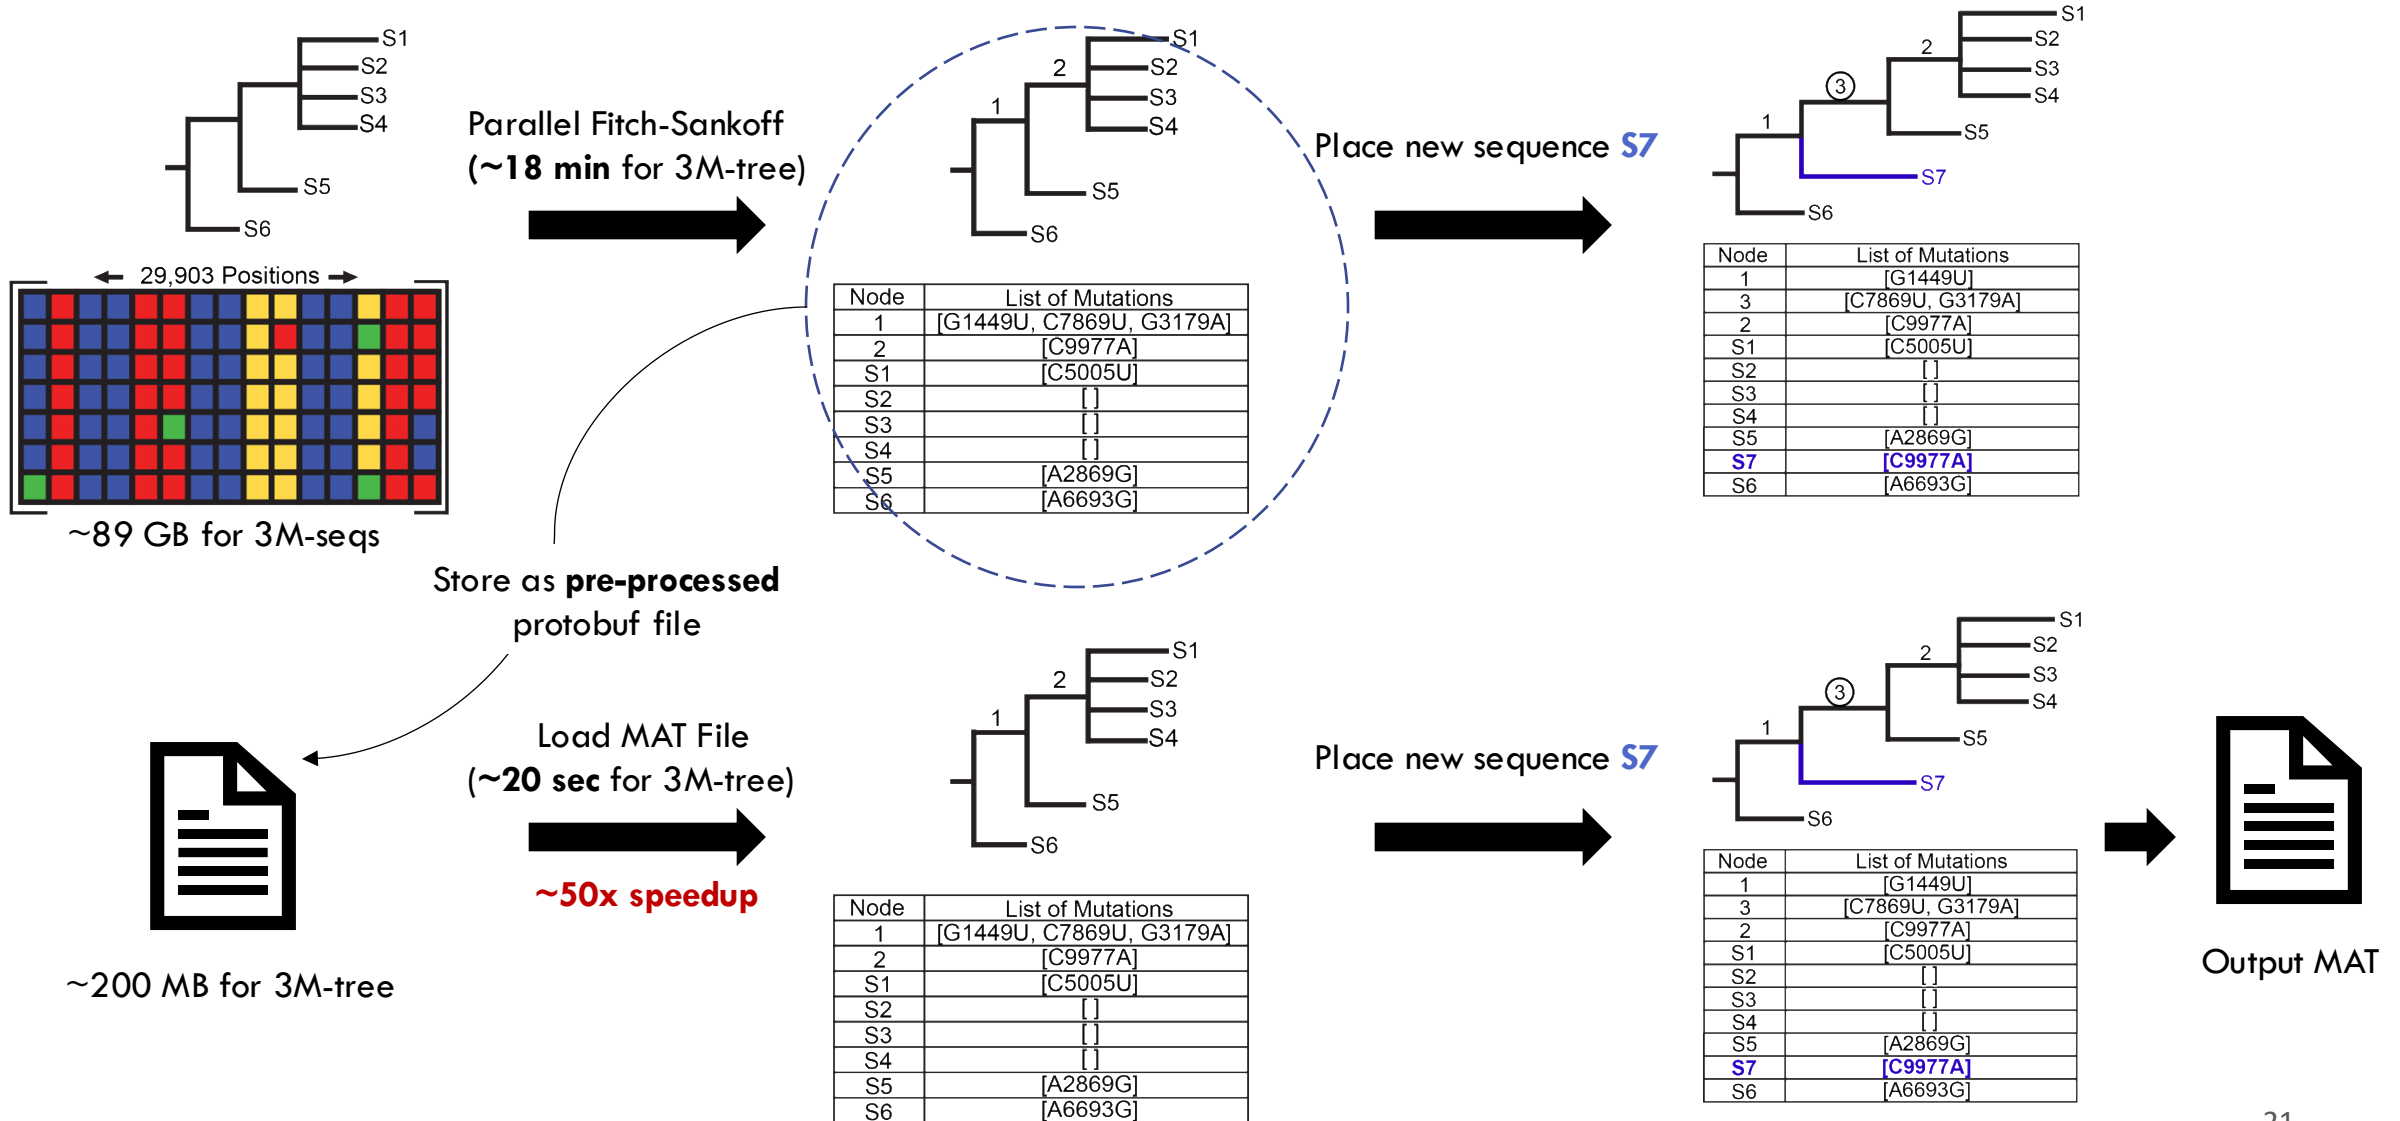 S1
S2
S3
S4
S5
S6
29,903 Positions
~89 GB for 3M-seqs
Parallel Fitch-Sankoff
(~18 min for 3M-tree)
S1
2
S2
S3
1
S4
S5
S6
Node List of Mutations
1 [G1449U, C7869U, G3179A]
2 [C9977A]
S1 [C5005U]
S2 [ ]
S3 [ ]
S4 [ ]
S5 [A2869G]
S6 [A6693G]
Place new sequence S7
S1
2
S2
S3
3
S4
1
S5
S7
S6
Node List of Mutations
1 [G1449U]
3 [C7869U, G3179A]
2 [C9977A]
S1 [C5005U]
S2 [ ]
S3 [ ]
S4 [ ]
S5 [A2869G]
S7 [C9977A]
S6 [A6693G]
Store as pre-processed
protobuf file
~200 MB for 3M-tree
Load MAT File
(~20 sec for 3M-tree)
~50x speedup
S1
2
S2
S3
1
S4
S5
S6
Node List of Mutations
1 [G1449U, C7869U, G3179A]
2 [C9977A]
S1 [C5005U]
S2 [ ]
S3 [ ]
S4 [ ]
S5 [A2869G]
S6 [A6693G]
Place new sequence S7
S1
2
S2
S3
3
S4
1
S5
S7
S6
Node List of Mutations
1 [G1449U]
3 [C7869U, G3179A]
2 [C9977A]
S1 [C5005U]
S2 [ ]
S3 [ ]
S4 [ ]
S5 [A2869G]
S7 [C9977A]
S6 [A6693G]
Output MAT